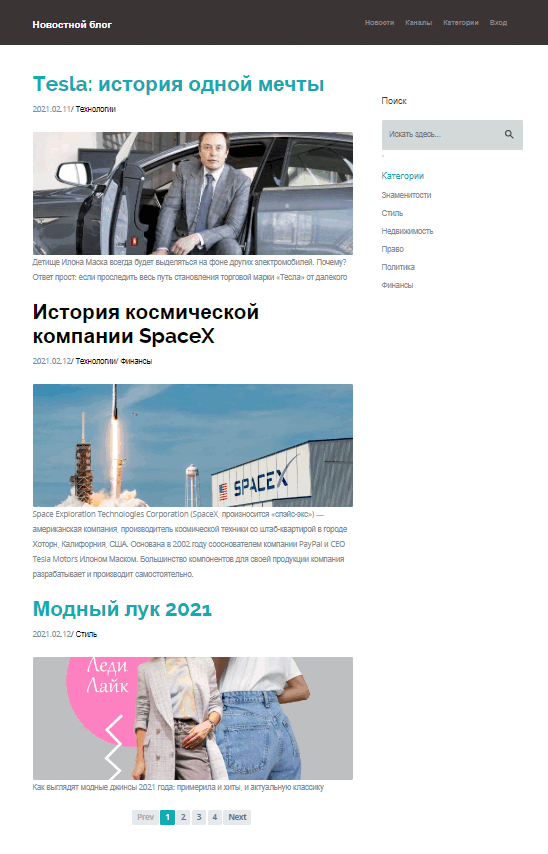 Новостной блог
Новости Каналы Категории Вход
Tesla: история одной мечты
2021.02.11/ Технологии
Детище Илона Маска всегда будет выделяться на фоне других электромобилей. Почему?
Ответ прост: если проследить весь путь становления торговой марки «Тесла» от далекого
История космической
компании SpaceX
2021.02.12/ Технологии/ Финансы
SPACEX
Space Exploration Technologies Corporation (SpaceX, произносится «спэйс-экс») —
американская компания, производитель космической техники со штаб-квартирой в городе
Хоторн, Калифорния, США. Основана в 2002 году сооснователем компании PayPal и CEO
Tesla Motors Илоном Маском. Большинство компонентов для своей продукции компания
разрабатывает и производит самостоятельно.
Модный лук 2021
2021.02.12/ Стиль
Леди
Лайк
Как выглядят модные джинсы 2021 года: примерила и хиты, и актуальную классику
Prev 1 2 3 4 Next
Поиск
Искать здесь...
Категории
Знаменитости
Стиль
Недвижимость
Право
Политика
Финансы